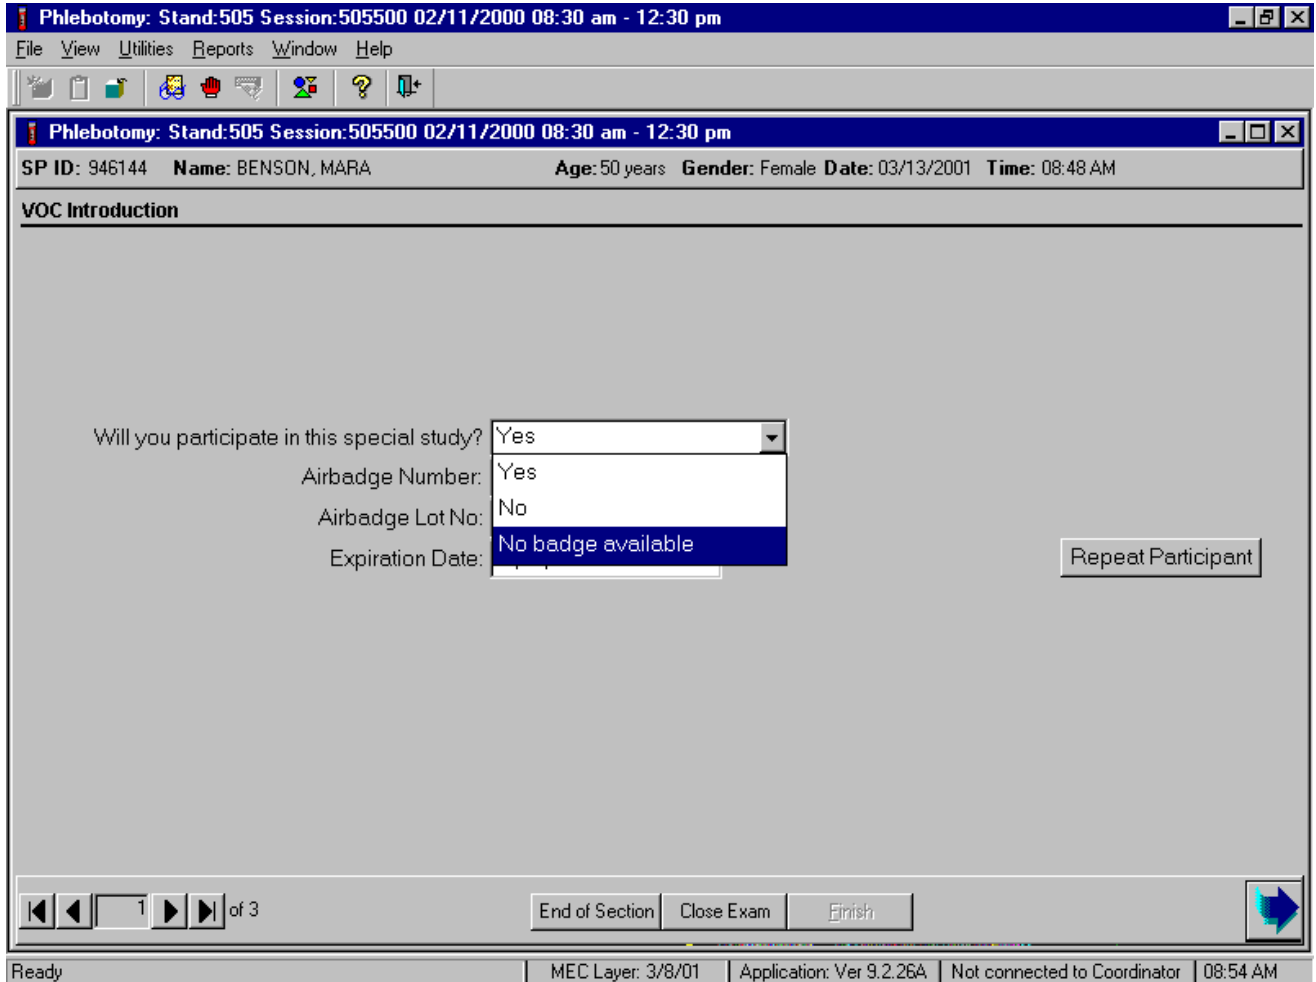 Phlebotomy: Stand:505 Session:505500 02/11/2000 08:30 am - 12:30 pm
File View Utilities Reports Window Help
Phlebotomy: Stand:505 Session:505500 02/11/2000 08:30 am - 12:30 pm
SP ID: 946144 Name: BENSON, MARA Age: 50 years Gender: Female Date: 03/13/2001 Time: 08:48 AM
VOC Introduction
Will you participate in this special study? Yes
Airbadge Number: Yes
Airbadge Lot No: No
Expiration Date: No badge available
Repeat Participant
1 of 3 End of Section Close Exam Finish
Ready MEC Layer: 3/8/01 Application: Ver 9.2.26A Not connected to Coordinator 08:54 AM